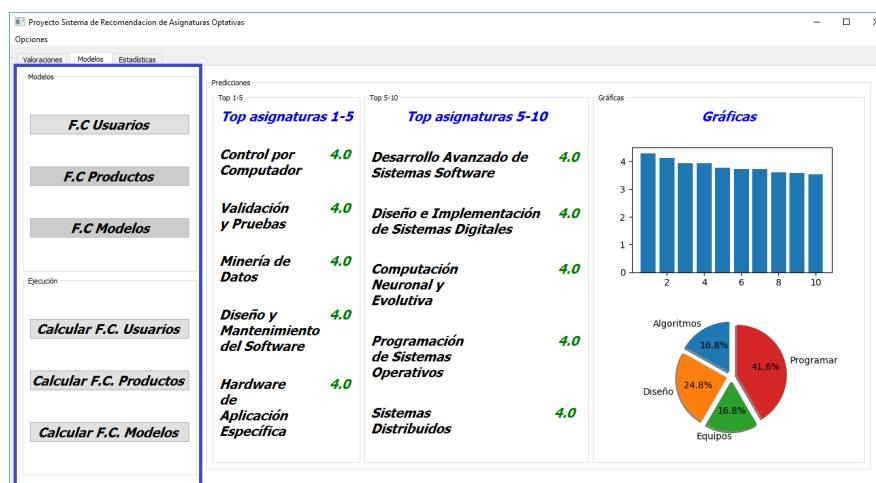 Proyecto Sistema de Recomendacion de Asignaturas Optativas
Opciones
Valoraciones Modelos Estadísticas
Modelos
F.C Usuarios
F.C Productos
F.C Modelos
Ejecución
Calcular F.C. Usuarios
Calcular F.C. Productos
Calcular F.C. Modelos
Predicciones
Top 1-5
Top asignaturas 1-5
Control por 4.0
Computador
Validación 4.0
y Pruebas
Minería de 4.0
Datos
Diseño y 4.0
Mantenimiento
del Software
Hardware 4.0
de
Aplicación
Específica
Top 5-10
Top asignaturas 5-10
Desarrollo Avanzado de 4.0
Sistemas Software
Diseño e Implementación 4.0
de Sistemas Digitales
Computación 4.0
Neuronal y
Evolutiva
Programación 4.0
de Sistemas
Operativos
Sistemas 4.0
Distribuidos
Gráficas
Gráficas
4
3
2
1
0
2 4 6 8 10
Algoritmos
16.8%
Programar
41.6%
Diseño
24.8%
16.8%
Equipos